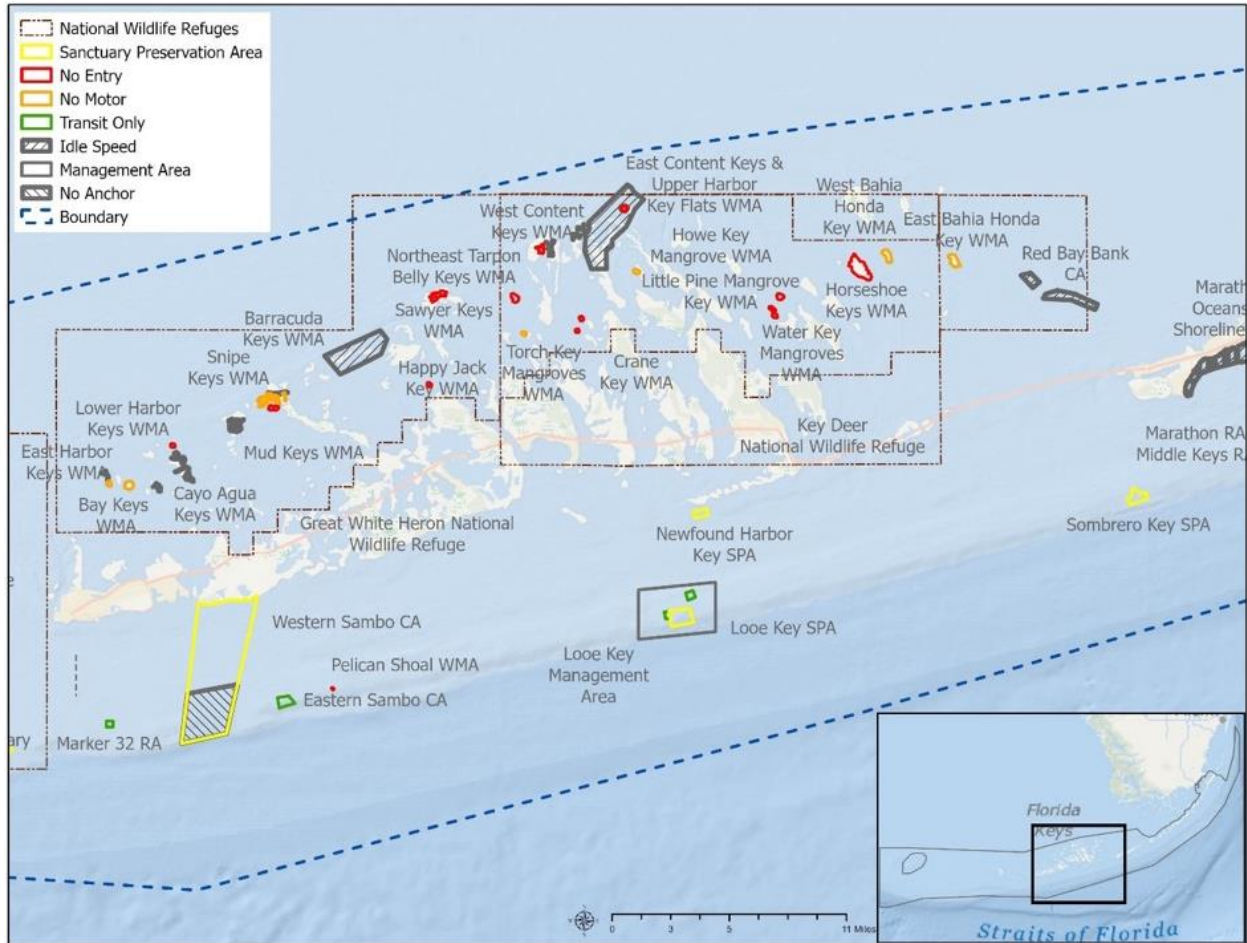 National Wildlife Refuges
Sanctuary Preservation Area
No Entry
No Motor
Transit Only
Idle Speed
Management Area
No Anchor
Boundary
East Content Keys &
Upper Harbor
Key Flats WMA
West Content
Keys WMA
West Bahia
Honda
Key WMA
East Bahia Honda
Key WMA
Howe Key
Mangrove WMA
Northeast Tarpon
Belly Keys WMA
Red Bay Bank
CA
Little Pine Mangrove
Key WMA
Horseshoe
Keys WMA
Sawyer Keys
WMA
Marath
Oceans
Shoreline
Barracuda
Keys WMA
Water Key
Mangroves
WMA
Snipe
Keys WMA
Happy Jack
Key WMA
Torch Key
Mangroves
WMA
Crane
Key WMA
Lower Harbor
Keys WMA
Key Deer
National Wildlife Refuge
East Harbor
Keys WMA
Mud Keys WMA
Marathon RA
Middle Keys RA
Bay Keys
WMA
Cayo Agua
Keys WMA
Great White Heron National
Wildlife Refuge
Newfound Harbor
Key SPA
Sombrero Key SPA
e
Western Sambo CA
Looe Key SPA
Looe Key
Management
Area
Pelican Shoal WMA
Eastern Sambo CA
ary
Marker 32 RA
Florida
Keys
Straits of Florida
0 3 5 11 Miles